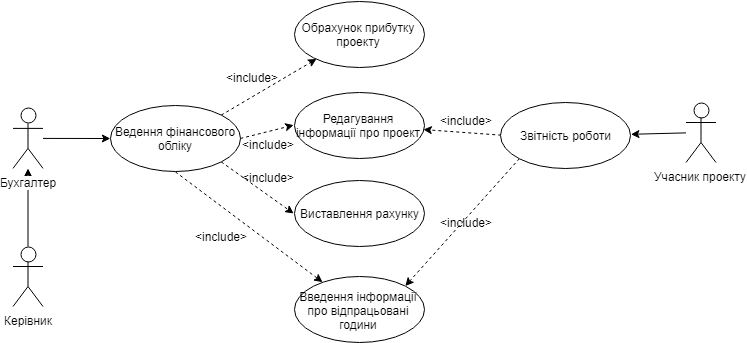 Обрахунок прибутку
проекту
<include>
Ведення фінансового
обліку
Редагування
інформації про проект
<include>
<include>
Звітність роботи
Бухгалтер
Учасник проекту
<include>
Виставлення рахунку
<include>
<include>
Введення інформації
про відпрацьовані
години
Керівник